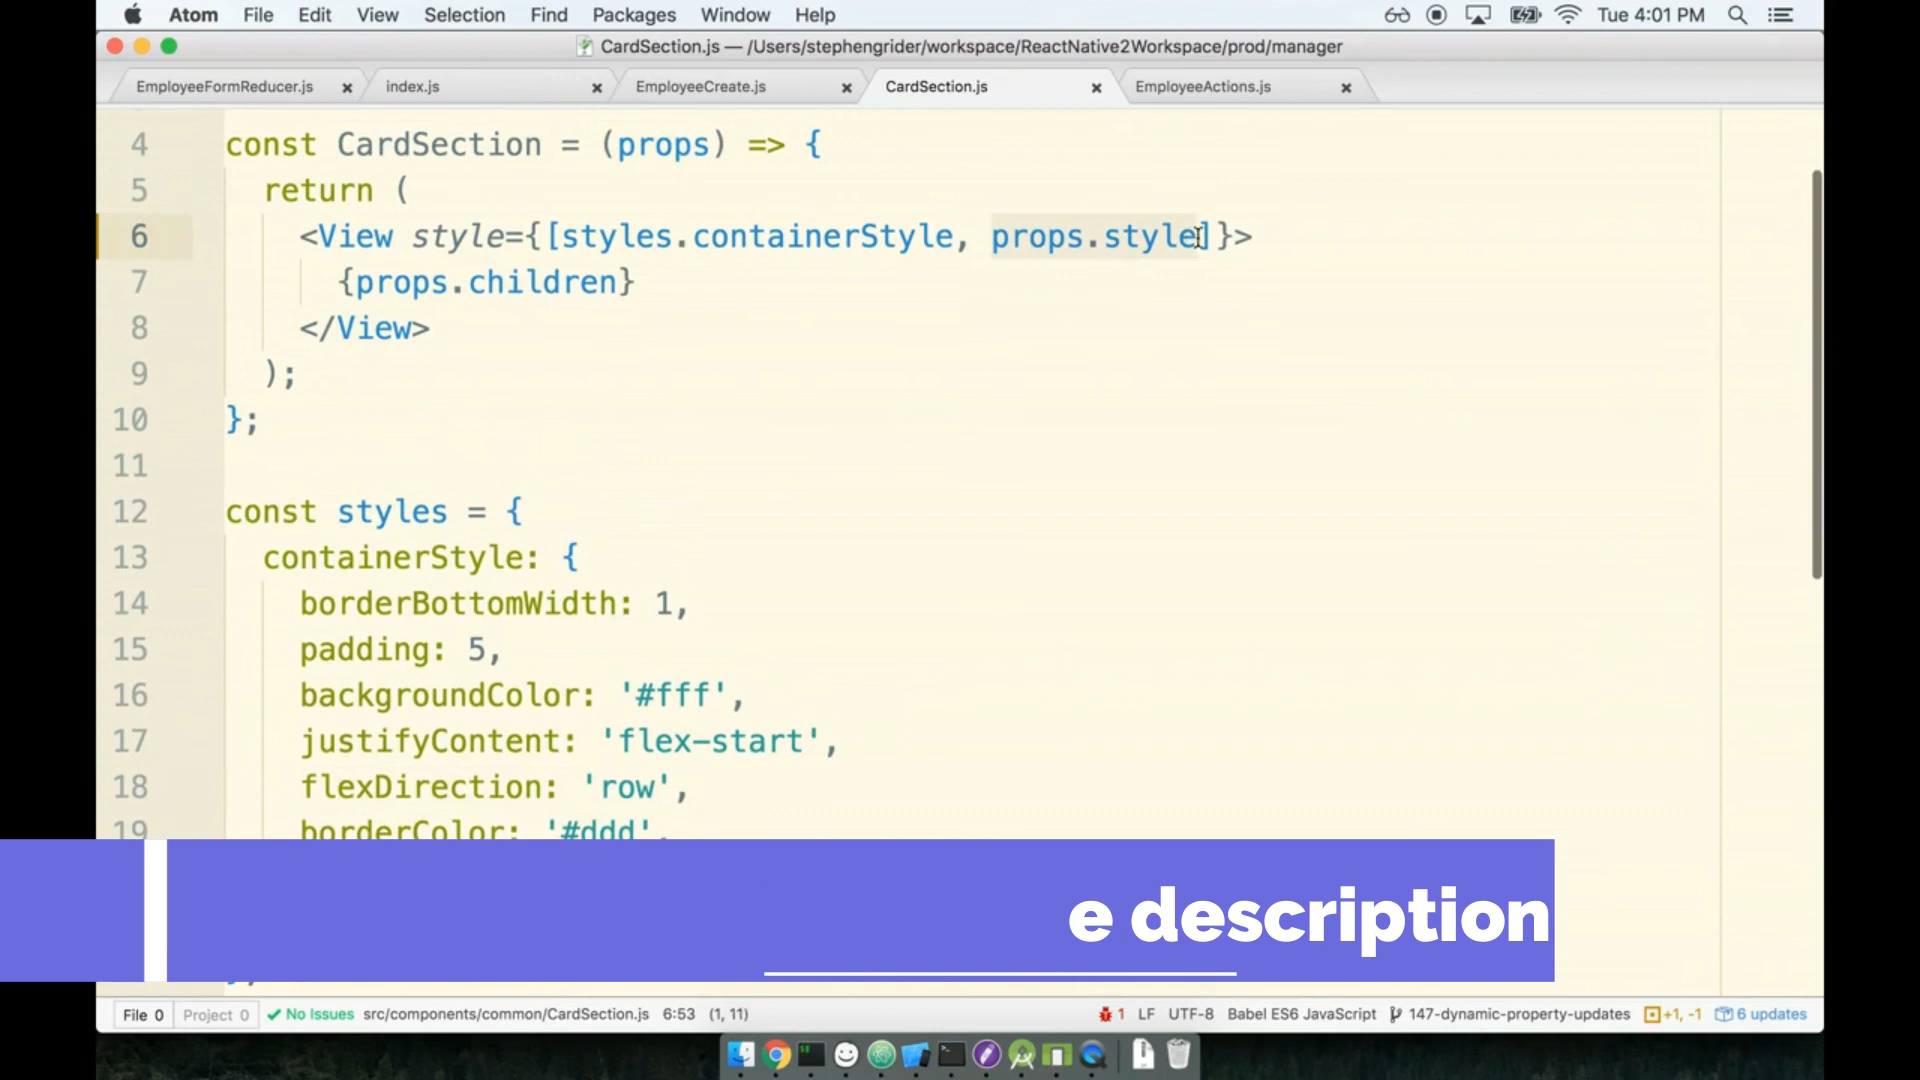 Atom File Edit View Selection Find Packages Window Help Tue 4:01 PM
CardSection.js — /Users/stephengrider/workspace/ReactNative2Workspace/prod/manager
EmployeeFormReducer.js index.js EmployeeCreate.js CardSection.js EmployeeActions.js
4 const CardSection = (props) => {
5 return (
6 <View style={[styles.containerStyle, props.style]}>
7 {props.children}
8 </View>
9 );
10 };
11
12 const styles = {
13 containerStyle: {
14 borderBottomWidth: 1,
15 padding: 5,
16 backgroundColor: '#fff',
17 justifyContent: 'flex-start',
18 flexDirection: 'row',
19 borderColor: '#ddd',
e description
File 0 Project 0 No Issues src/components/common/CardSection.js 6:53 (1, 11) 1 LF UTF-8 Babel ES6 JavaScript 147-dynamic-property-updates +1, -1 6 updates